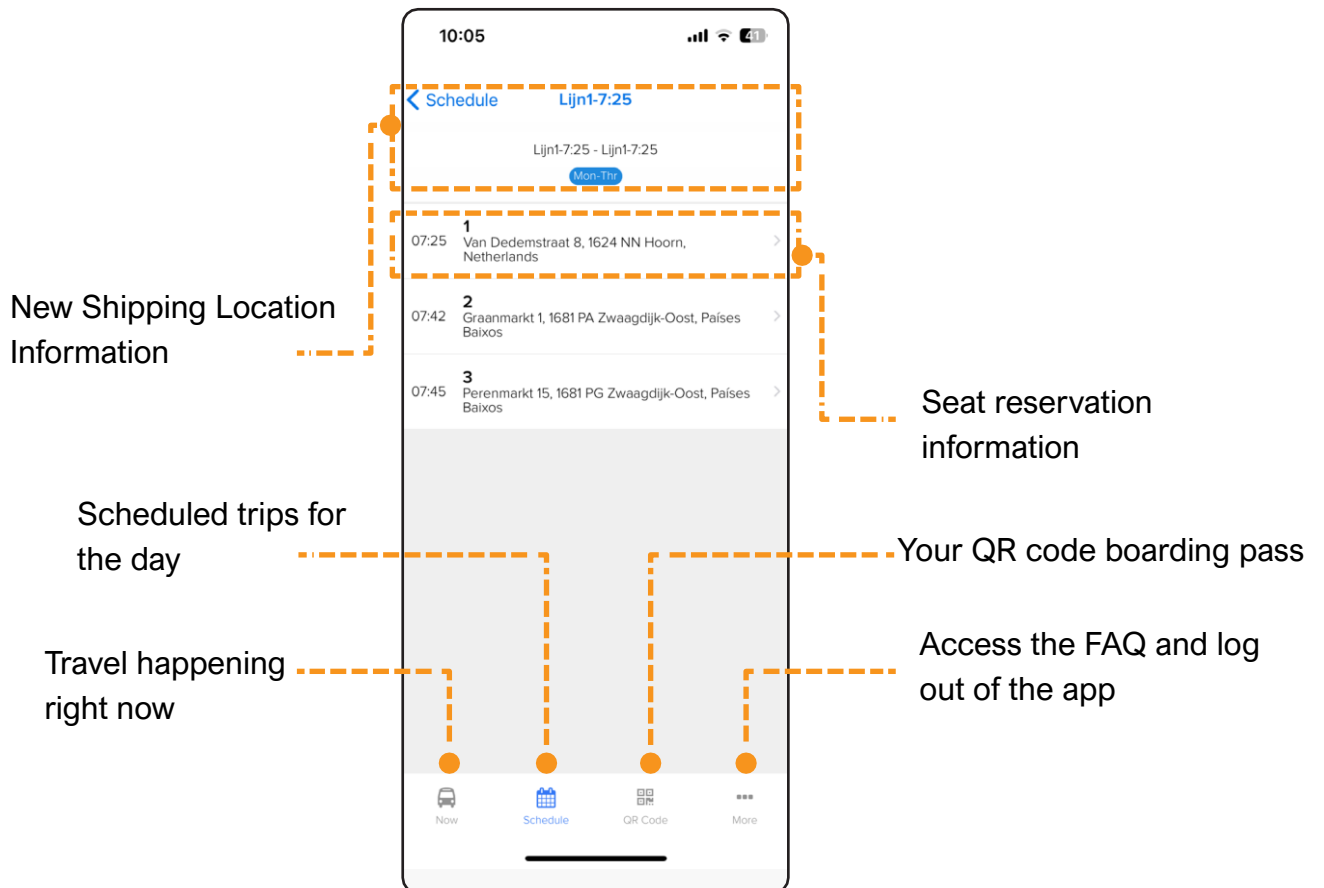 10:05
41
Schedule
Lijn1-7:25
Lijn1-7:25 - Lijn1-7:25
Mon-Thr
07:25
1
Van Dedemstraat 8, 1624 NN Hoorn,
Netherlands
07:42
2
Graanmarkt 1, 1681 PA Zwaagdijk-Oost, Países
Baixos
07:45
3
Perenmarkt 15, 1681 PG Zwaagdijk-Oost, Países
Baixos
New Shipping Location
Information
Seat reservation
information
Scheduled trips for
the day
Your QR code boarding pass
Travel happening
right now
Access the FAQ and log
out of the app
Now
Schedule
QR Code
More